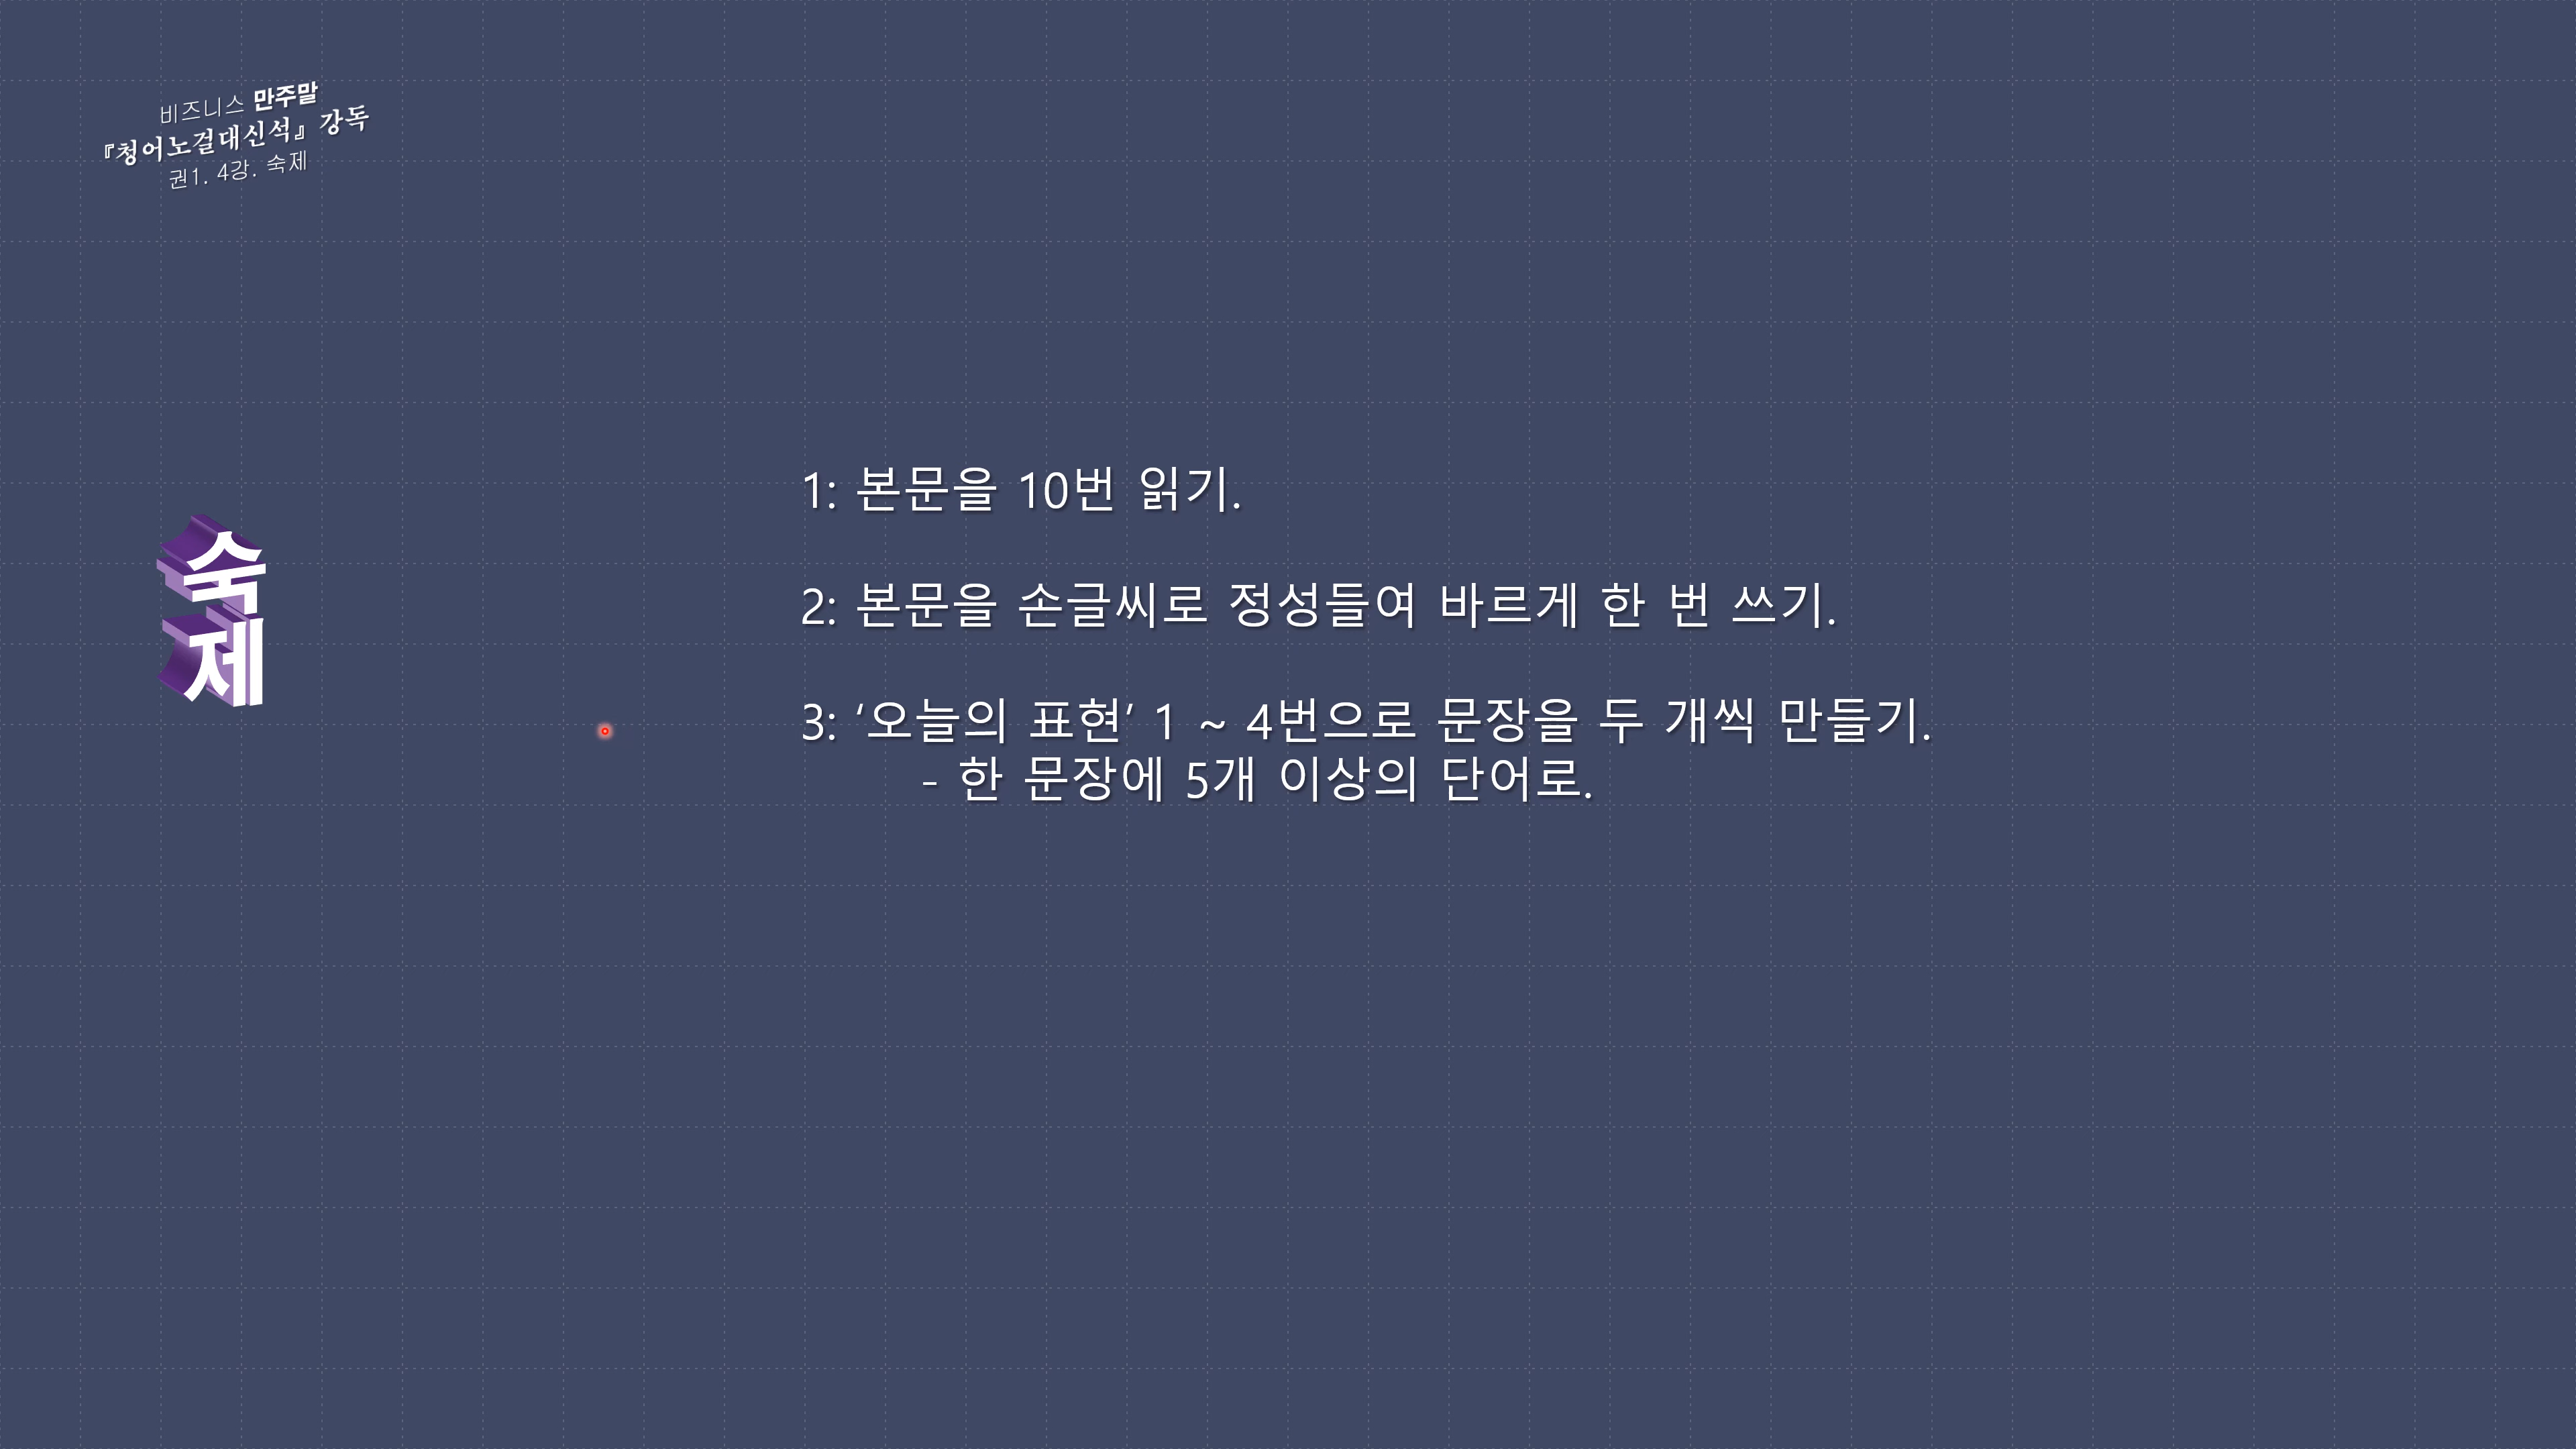 비즈니스 만주말
『청어노걸대신석』 강독
권1. 4강. 숙제
숙제
1: 본문을 10번 읽기.
2: 본문을 손글씨로 정성들여 바르게 한 번 쓰기.
3: ‘오늘의 표현’ 1 ~ 4번으로 문장을 두 개씩 만들기.
- 한 문장에 5개 이상의 단어로.